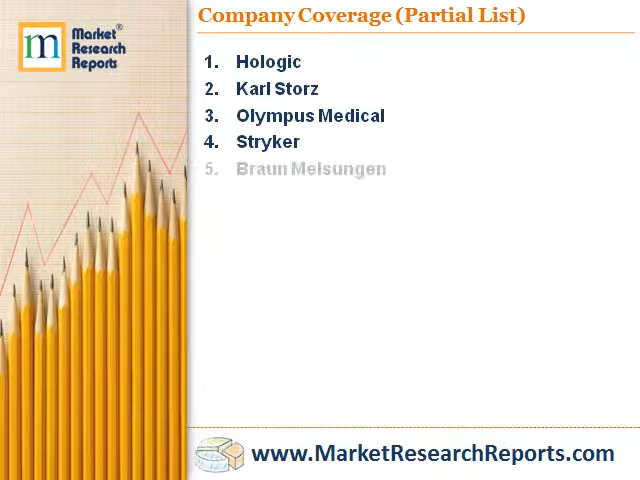 Company Coverage (Partial List)
m
Market®
Research
Reports
1. Hologic
2. Karl Storz
3. Olympus Medical
4. Stryker
5. Braun Melsungen
www.MarketResearchReports.com